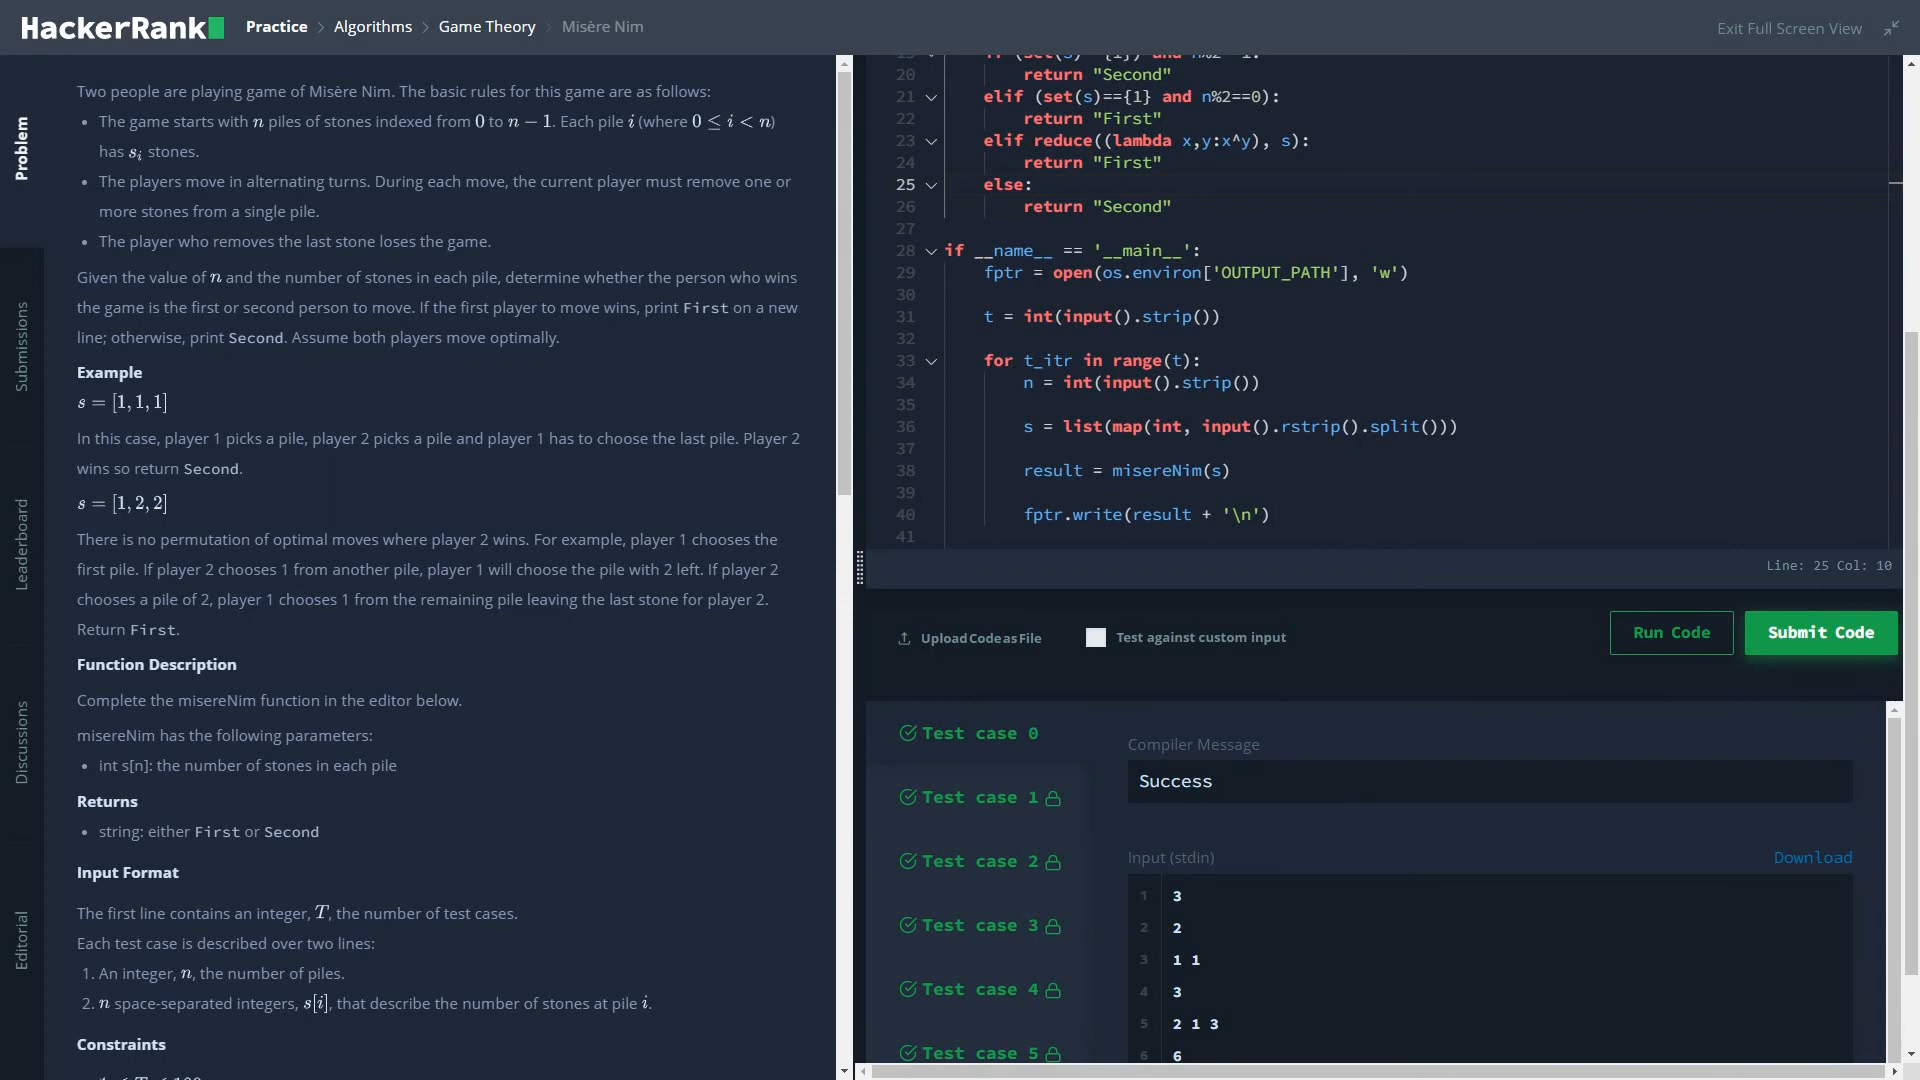 HackerRank
Practice > Algorithms > Game Theory > Misère Nim
Exit Full Screen View
Problem
Submissions
Leaderboard
Discussions
Editorial
Two people are playing game of Misère Nim. The basic rules for this game are as follows:
• The game starts with n piles of stones indexed from 0 to n − 1. Each pile i (where 0 ≤ i < n)
has sᵢ stones.
• The players move in alternating turns. During each move, the current player must remove one or
more stones from a single pile.
• The player who removes the last stone loses the game.
Given the value of n and the number of stones in each pile, determine whether the person who wins
the game is the first or second person to move. If the first player to move wins, print First on a new
line; otherwise, print Second. Assume both players move optimally.
Example
s = [1, 1, 1]
In this case, player 1 picks a pile, player 2 picks a pile and player 1 has to choose the last pile. Player 2
wins so return Second.
s = [1, 2, 2]
There is no permutation of optimal moves where player 2 wins. For example, player 1 chooses the
first pile. If player 2 chooses 1 from another pile, player 1 will choose the pile with 2 left. If player 2
chooses a pile of 2, player 1 chooses 1 from the remaining pile leaving the last stone for player 2.
Return First.
Function Description
Complete the misereNim function in the editor below.
misereNim has the following parameters:
• int s[n]: the number of stones in each pile
Returns
• string: either First or Second
Input Format
The first line contains an integer, T, the number of test cases.
Each test case is described over two lines:
1. An integer, n, the number of piles.
2. n space-separated integers, s[i], that describe the number of stones at pile i.
Constraints
20 return "Second"
21 elif (set(s)=={1} and n%2==0):
22 return "First"
23 elif reduce((lambda x,y:x^y), s):
24 return "First"
25 else:
26 return "Second"
27
28 if __name__ == '__main__':
29 fptr = open(os.environ['OUTPUT_PATH'], 'w')
30
31 t = int(input().strip())
32
33 for t_itr in range(t):
34 n = int(input().strip())
35
36 s = list(map(int, input().rstrip().split()))
37
38 result = misereNim(s)
39
40 fptr.write(result + '\n')
41
Line: 25 Col: 10
Upload Code as File
Test against custom input
Run Code
Submit Code
Test case 0
Test case 1
Test case 2
Test case 3
Test case 4
Test case 5
Compiler Message
Success
Input (stdin)
Download
1 3
2 2
3 1 1
4 3
5 2 1 3
6 6